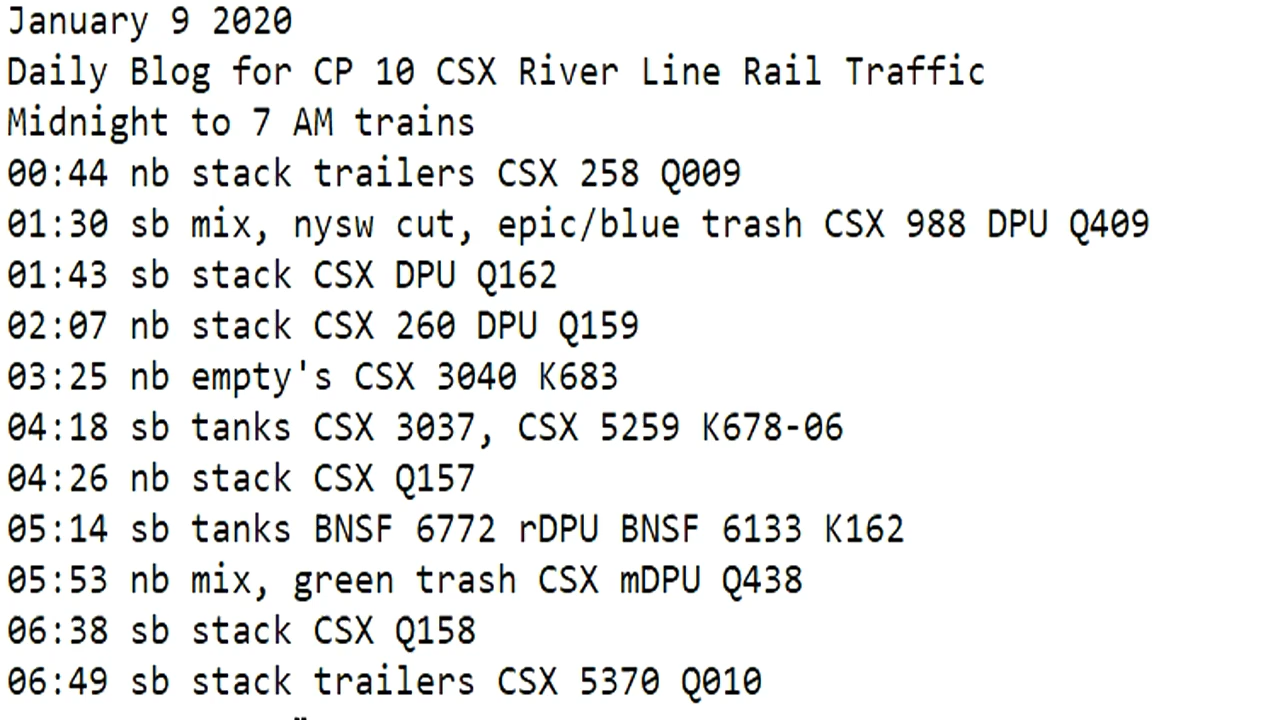 January 9 2020
Daily Blog for CP 10 CSX River Line Rail Traffic
Midnight to 7 AM trains
00:44 nb stack trailers CSX 258 Q009
01:30 sb mix, nysw cut, epic/blue trash CSX 988 DPU Q409
01:43 sb stack CSX DPU Q162
02:07 nb stack CSX 260 DPU Q159
03:25 nb empty's CSX 3040 K683
04:18 sb tanks CSX 3037, CSX 5259 K678-06
04:26 nb stack CSX Q157
05:14 sb tanks BNSF 6772 rDPU BNSF 6133 K162
05:53 nb mix, green trash CSX mDPU Q438
06:38 sb stack CSX Q158
06:49 sb stack trailers CSX 5370 Q010